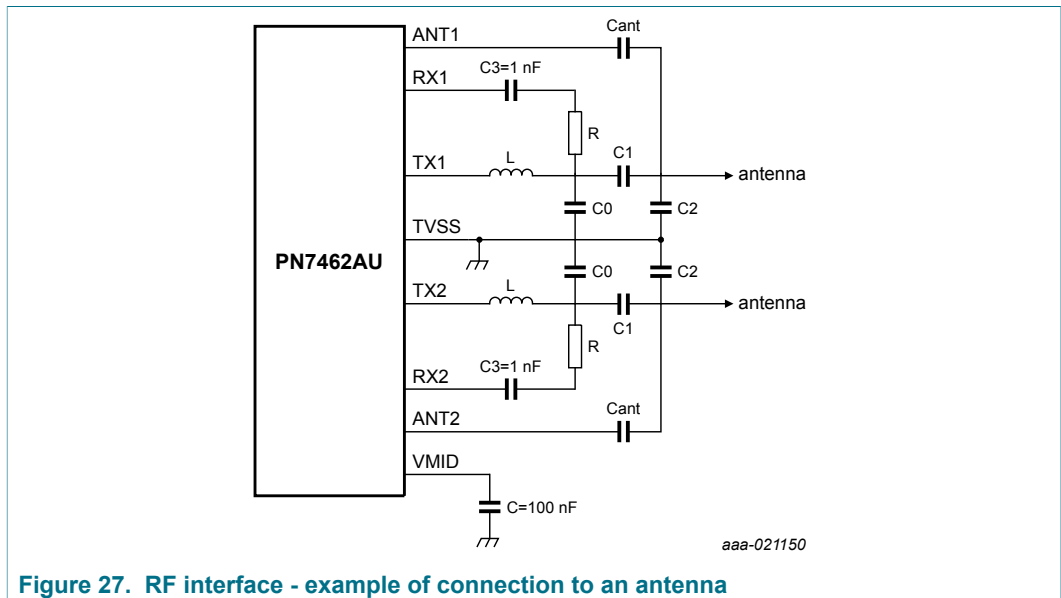 ANT1
Cant
RX1
C3=1 nF
R
TX1
L
C1
antenna
C0
C2
TVSS
PN7462AU
C0
C2
TX2
L
antenna
C1
R
C3=1 nF
RX2
Cant
ANT2
VMID
C=100 nF
aaa-021150
Figure 27. RF interface - example of connection to an antenna